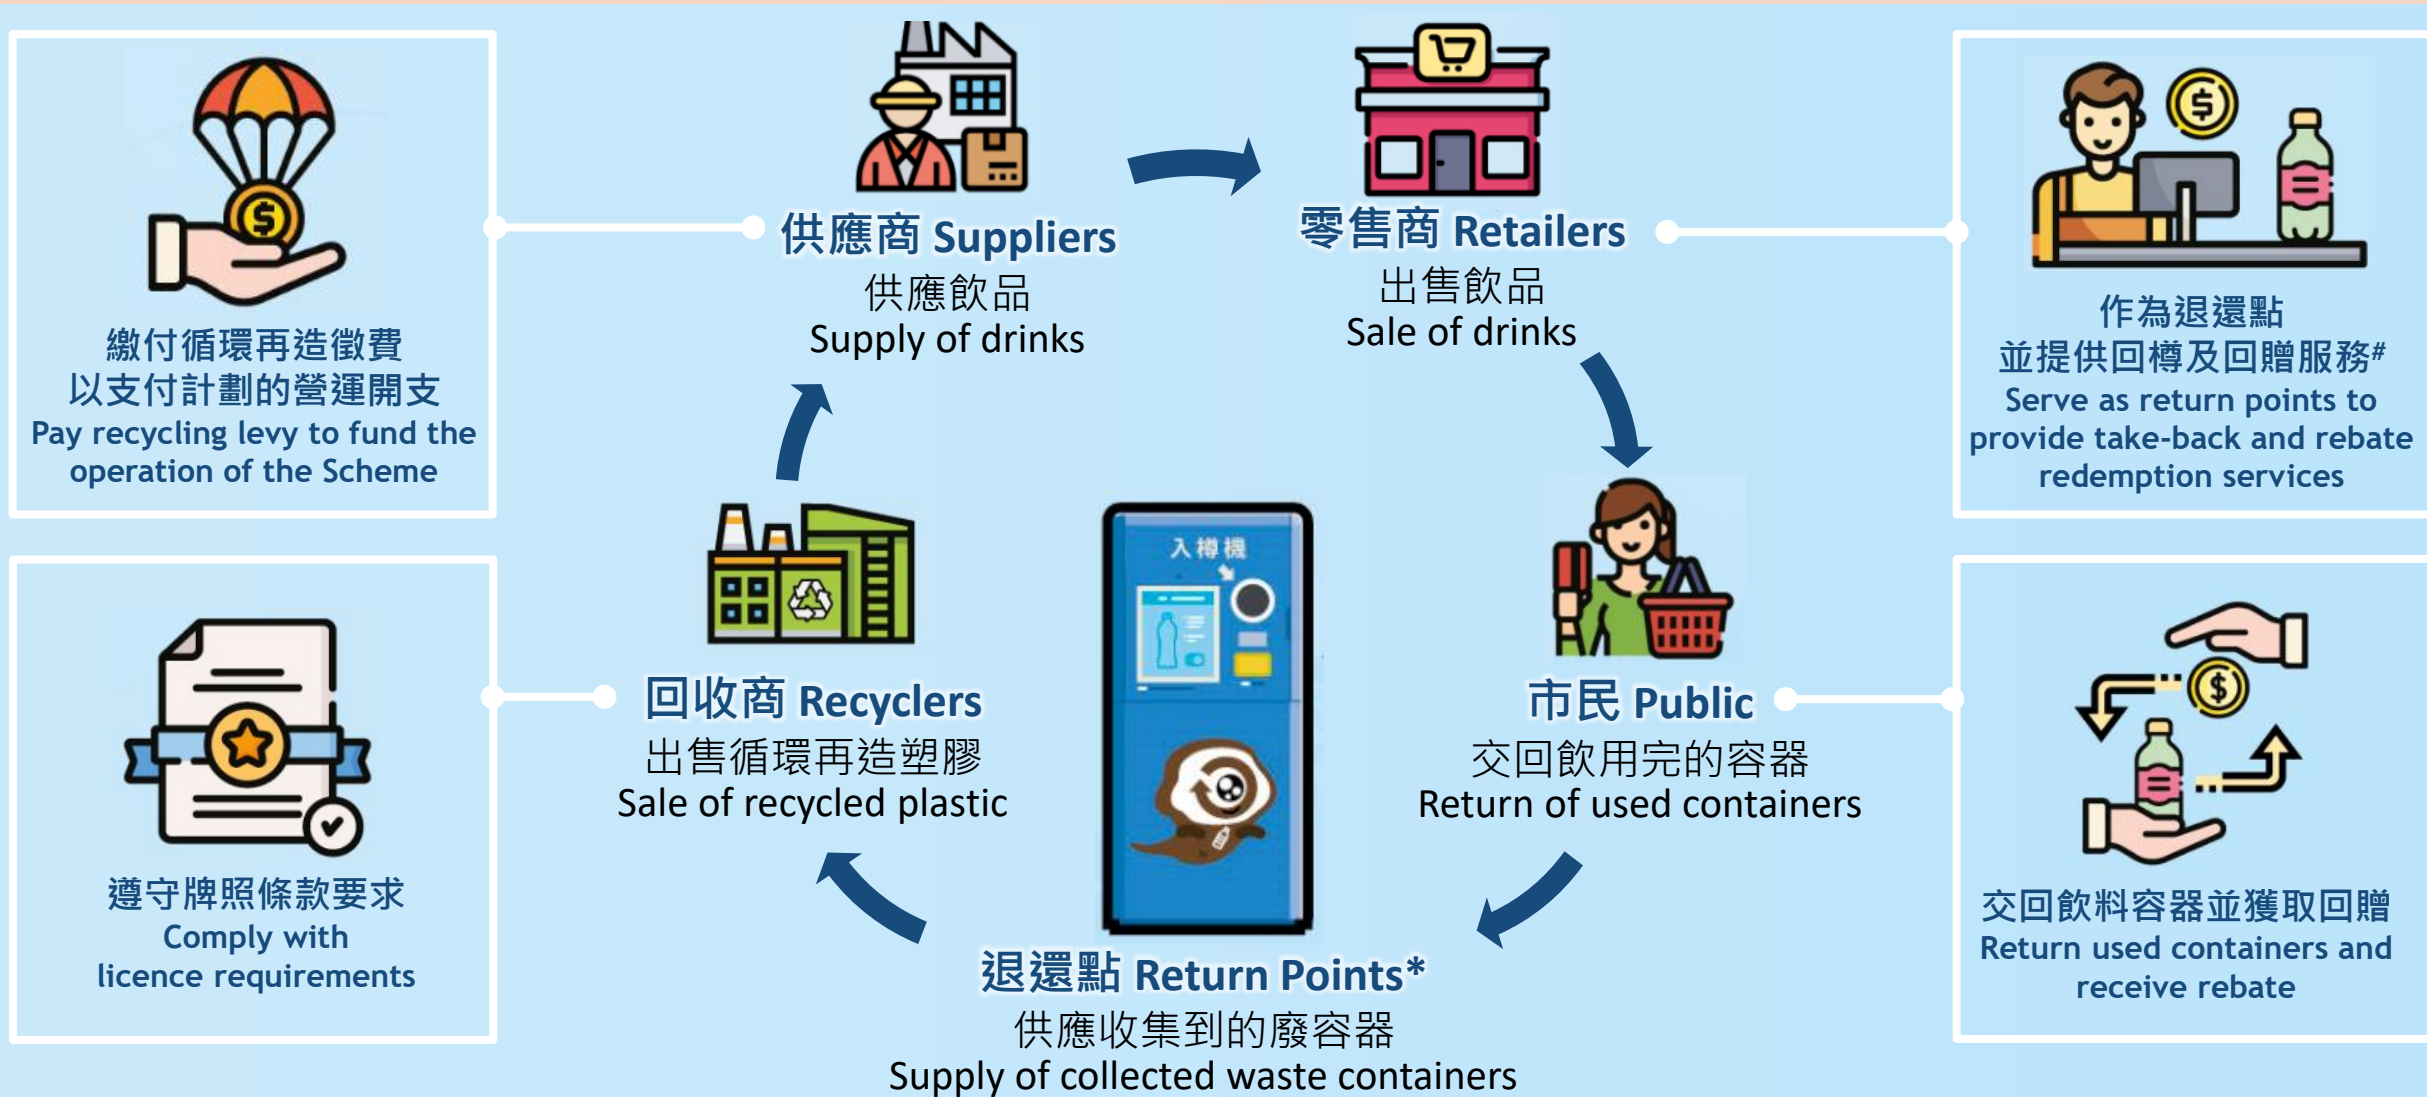 供應商 Suppliers
供應飲品
Supply of drinks
零售商 Retailers
出售飲品
Sale of drinks
繳付循環再造徵費
以支付計劃的營運開支
Pay recycling levy to fund the
operation of the Scheme
作為退還點
並提供回樽及回贈服務#
Serve as return points to
provide take-back and rebate
redemption services
入樽機
回收商 Recyclers
出售循環再造塑膠
Sale of recycled plastic
市民 Public
交回飲用完的容器
Return of used containers
遵守牌照條款要求
Comply with
licence requirements
交回飲料容器並獲取回贈
Return used containers and
receive rebate
退還點 Return Points*
供應收集到的廢容器
Supply of collected waste containers